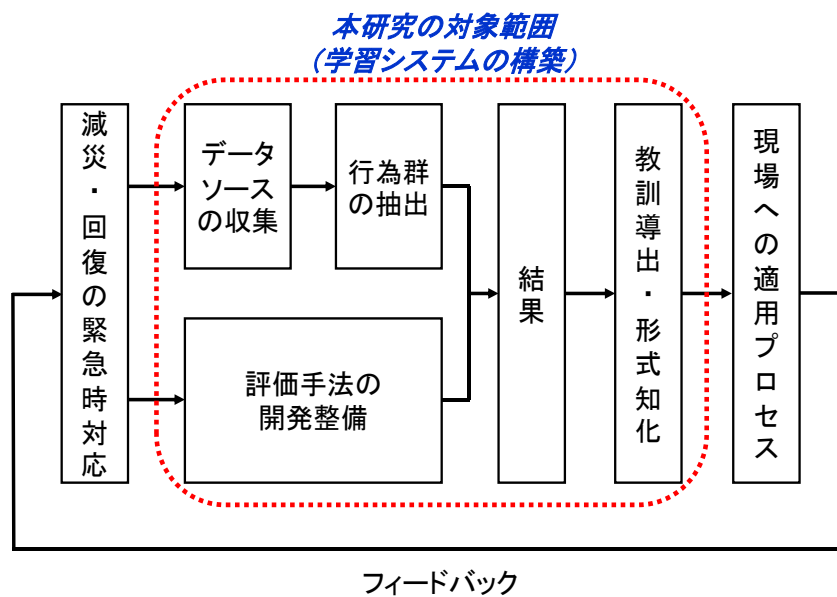 本研究の対象範囲
（学習システムの構築）
減災・回復の緊急時対応
データ
ソース
の収集
行為群
の抽出
評価手法の
開発整備
結果
教訓導出・形式知化
現場への適用プロセス
フィードバック